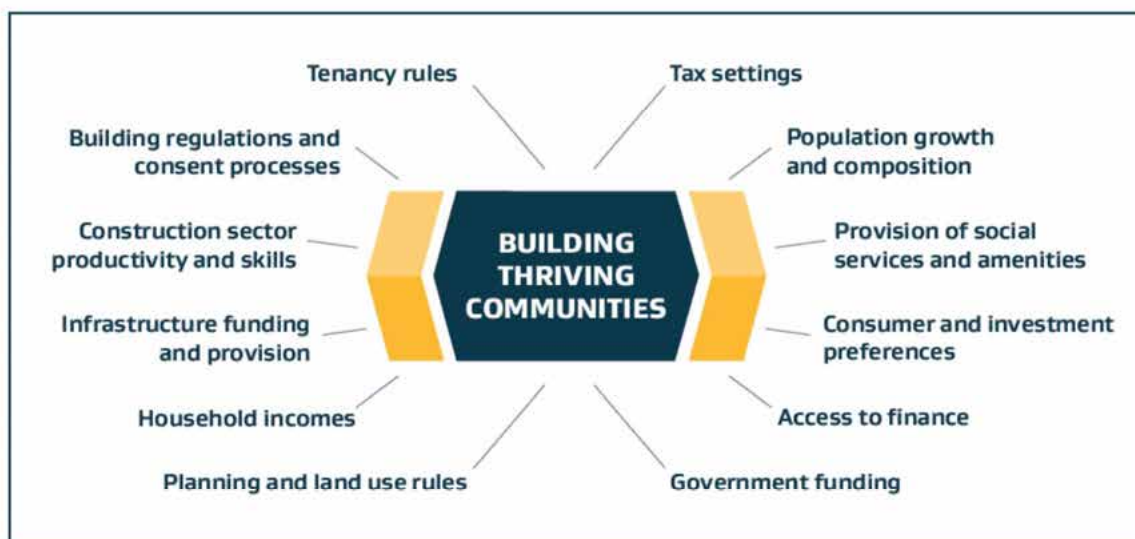 Tenancy rules
Tax settings
Building regulations and
consent processes
Population growth
and composition
Construction sector
productivity and skills
BUILDING
THRIVING
COMMUNITIES
Provision of social
services and amenities
Infrastructure funding
and provision
Consumer and investment
preferences
Household incomes
Access to finance
Planning and land use rules
Government funding